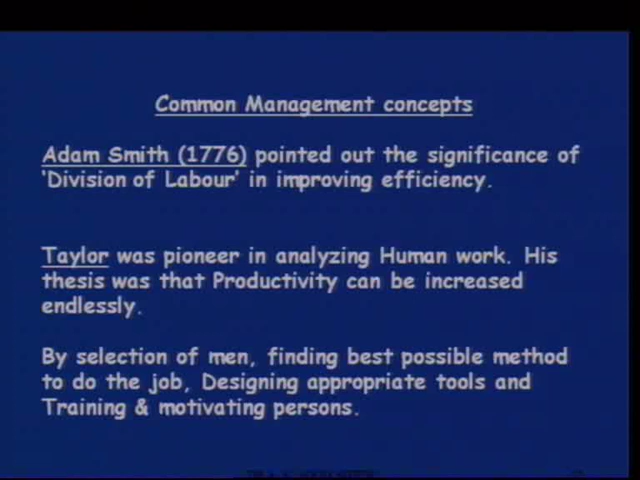 Common Management concepts
Adam Smith (1776) pointed out the significance of
'Division of Labour' in improving efficiency.
Taylor was pioneer in analyzing Human work. His
thesis was that Productivity can be increased
endlessly.
By selection of men, finding best possible method
to do the job, Designing appropriate tools and
Training & motivating persons.